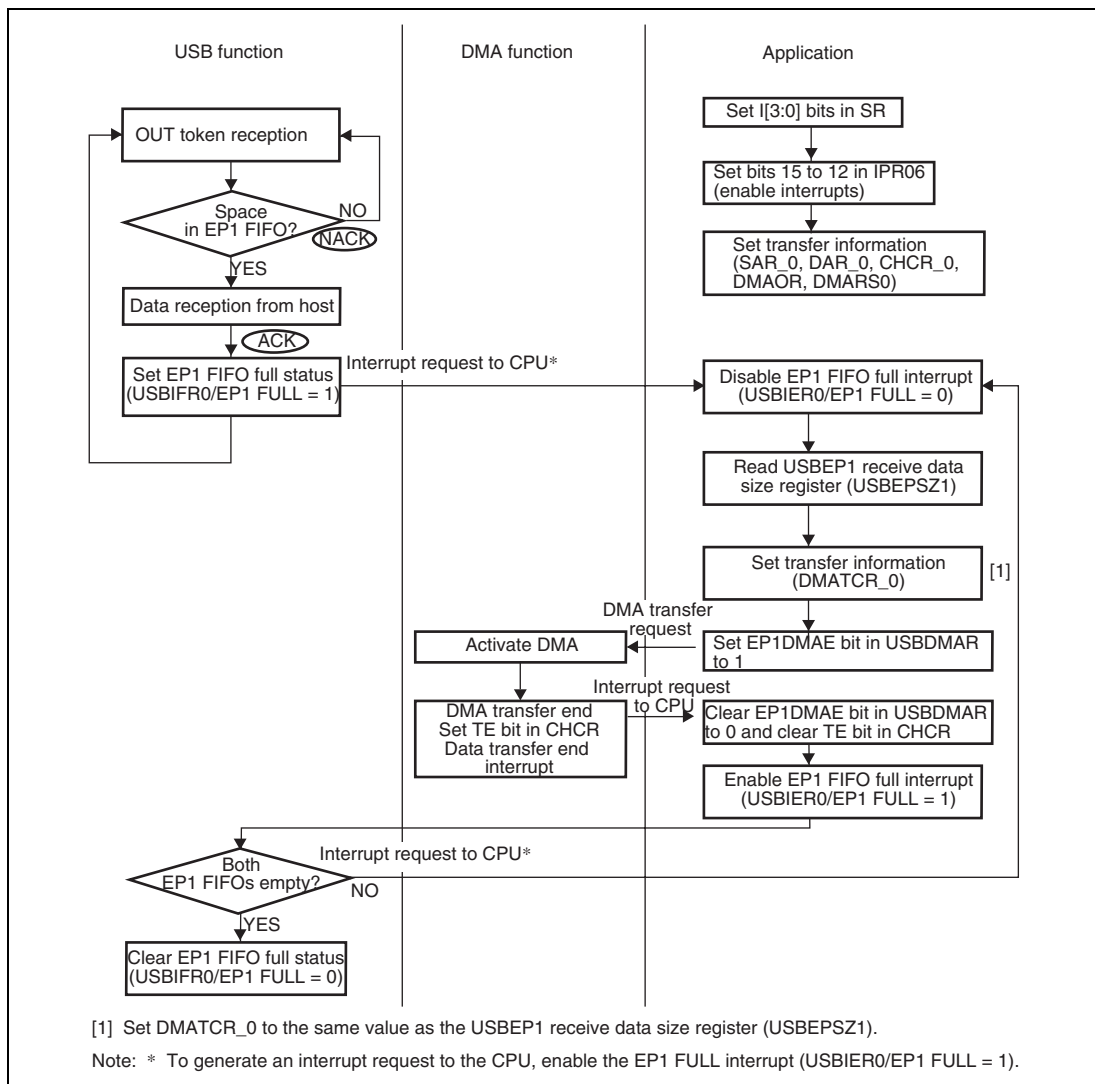 USB function
DMA function
Application
OUT token reception
Space
in EP1 FIFO?
NO
NACK
YES
Data reception from host
ACK
Set EP1 FIFO full status
(USBIFR0/EP1 FULL = 1)
Interrupt request to CPU*
Set I[3:0] bits in SR
Set bits 15 to 12 in IPR06
(enable interrupts)
Set transfer information
(SAR_0, DAR_0, CHCR_0,
DMAOR, DMARS0)
Disable EP1 FIFO full interrupt
(USBIER0/EP1 FULL = 0)
Read USBEP1 receive data
size register (USBEPSZ1)
Set transfer information
(DMATCR_0)
[1]
DMA transfer
request
Activate DMA
Set EP1DMAE bit in USBDMAR
to 1
Interrupt request
to CPU
DMA transfer end
Set TE bit in CHCR
Data transfer end
interrupt
Clear EP1DMAE bit in USBDMAR
to 0 and clear TE bit in CHCR
Enable EP1 FIFO full interrupt
(USBIER0/EP1 FULL = 1)
Both
EP1 FIFOs empty?
Interrupt request to CPU*
NO
YES
Clear EP1 FIFO full status
(USBIFR0/EP1 FULL = 0)
[1] Set DMATCR_0 to the same value as the USBEP1 receive data size register (USBEPSZ1).
Note: * To generate an interrupt request to the CPU, enable the EP1 FULL interrupt (USBIER0/EP1 FULL = 1).